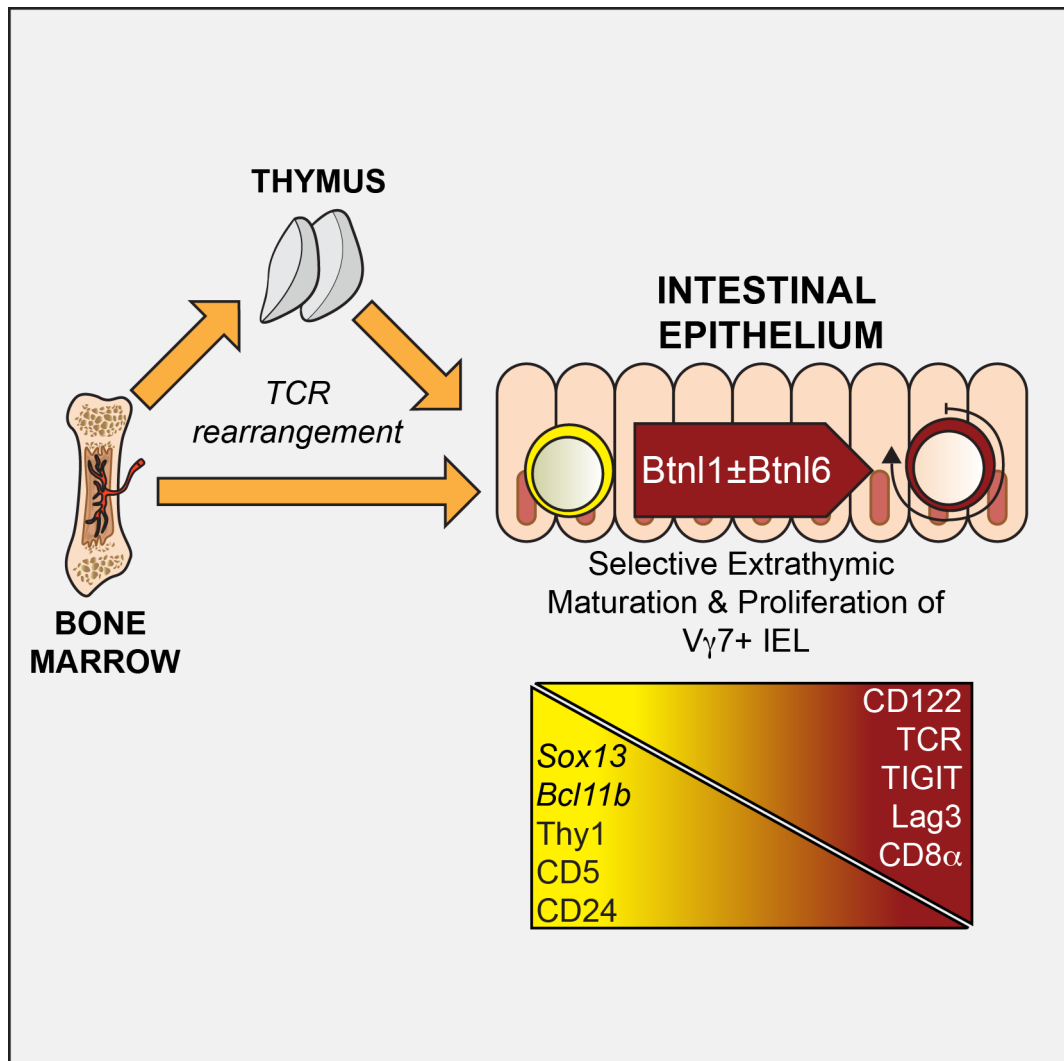 THYMUS
INTESTINAL
EPITHELIUM
TCR
rearrangement
Btnl1±Btnl6
BONE
MARROW
Selective Extrathymic
Maturation & Proliferation of
Vγ7+ IEL
Sox13
Bcl11b
Thy1
CD5
CD24
CD122
TCR
TIGIT
Lag3
CD8α